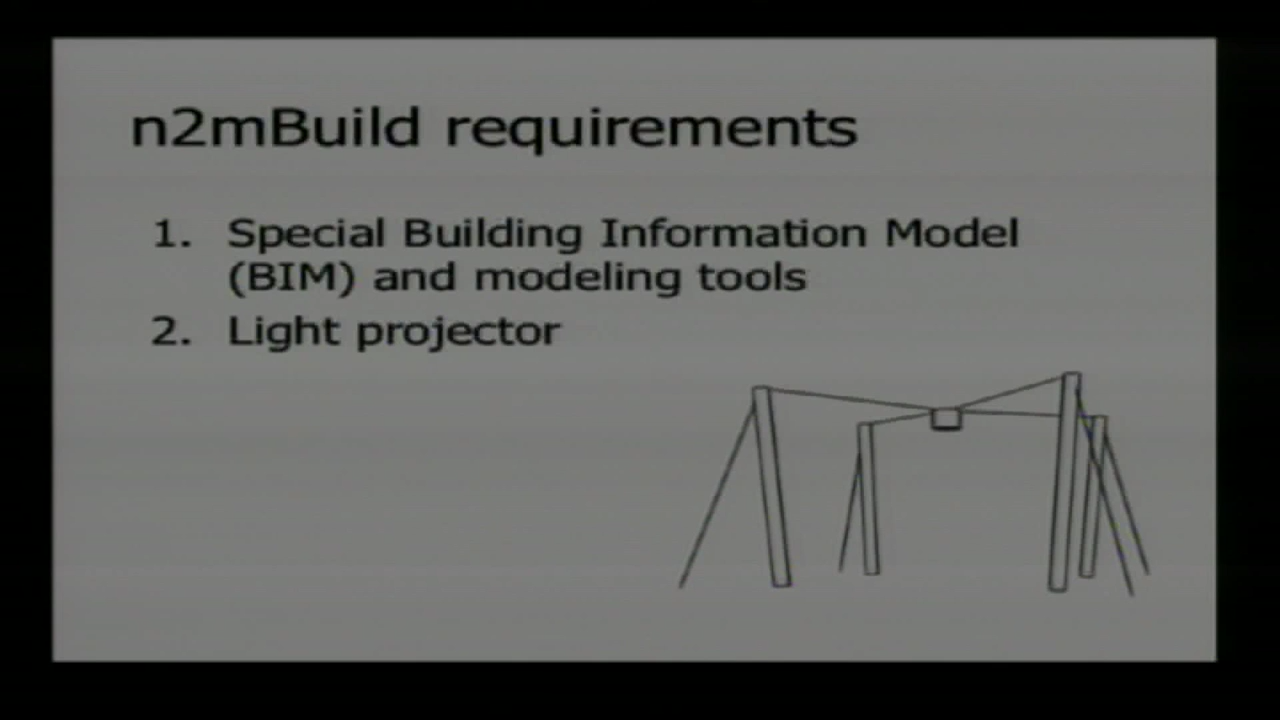 n2mBuild requirements
1. Special Building Information Model
(BIM) and modeling tools
2. Light projector